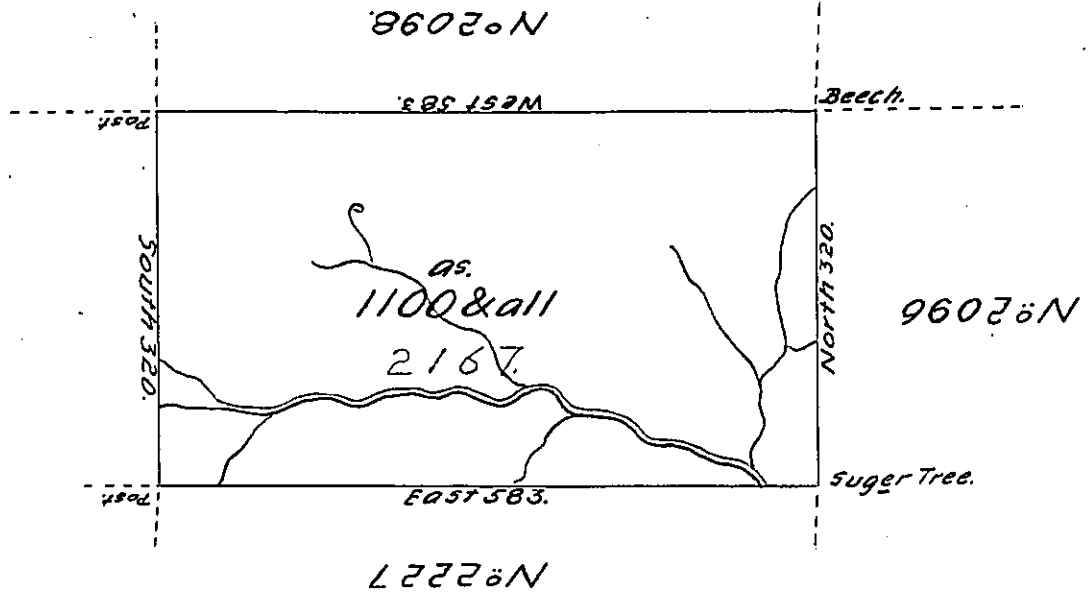 No 2098.
West 583.
Beech.
Post
South 320.
as.
1100 & all
2167.
North 320.
No 2096
Post
East 583.
Suger Tree.
No 2227